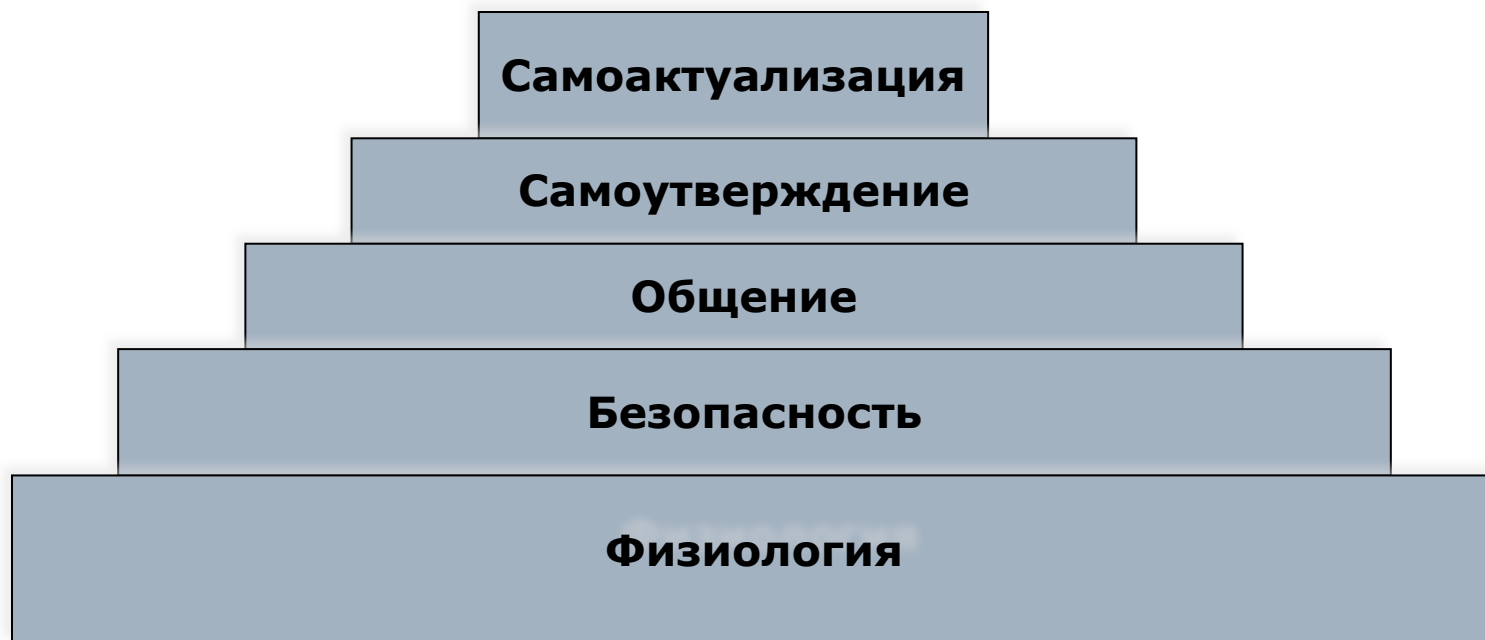 Самоактуализация
Самоутверждение
Общение
Безопасность
Физиология